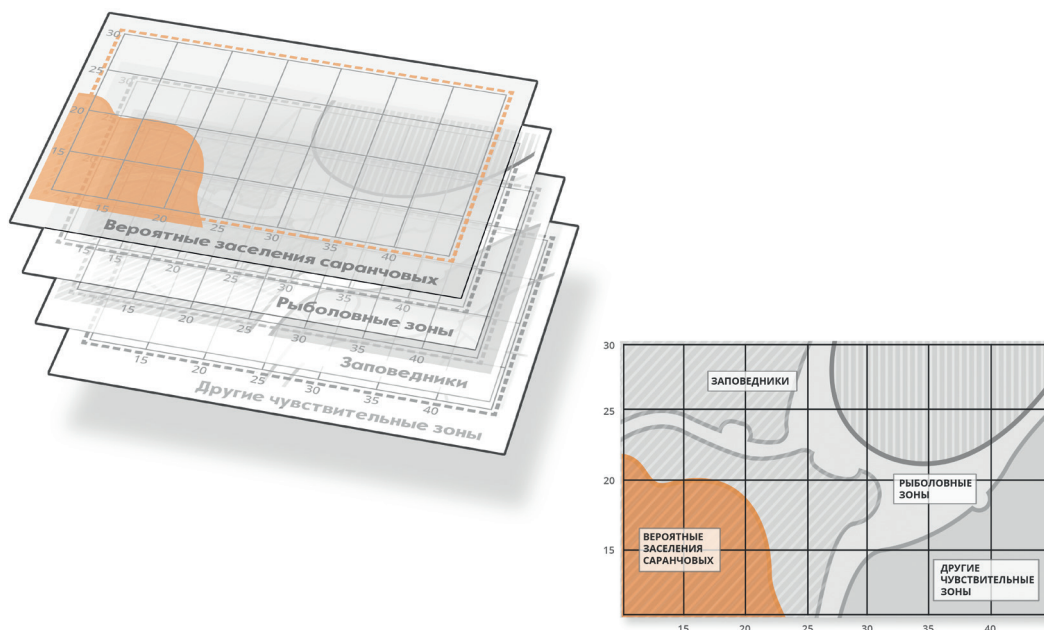 30
25
20
15
15
20
25
30
35
40
Вероятные заселения саранчовых
15
20
25
30
35
40
Рыболовные зоны
15
20
25
30
35
40
Заповедники
15
20
25
30
35
40
Другие чувствительные зоны
30
25
20
15
ЗАПОВЕДНИКИ
РЫБОЛОВНЫЕ
ЗОНЫ
ВЕРОЯТНЫЕ
ЗАСЕЛЕНИЯ
САРАНЧОВЫХ
ДРУГИЕ
ЧУВСТВИТЕЛЬНЫЕ
ЗОНЫ
15
20
25
30
35
40